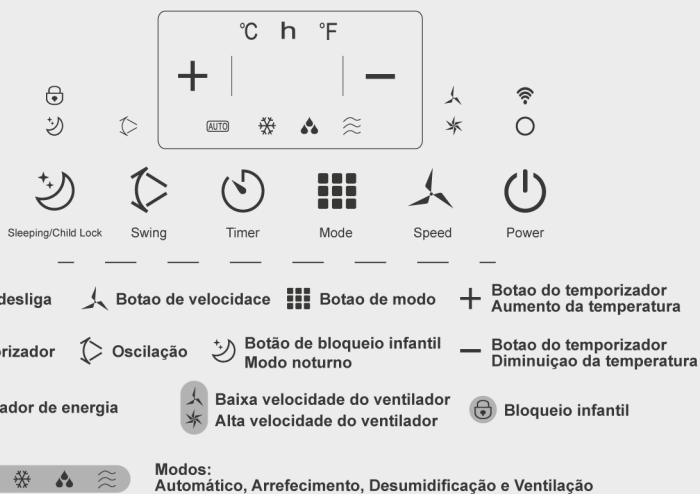 °C h °F
AUTO
Sleeping/Child Lock Swing Timer Mode Speed Power
desliga Botao de velocidace Botao de modo Botao do temporizador
Aumento da temperatura
orizador Oscilação Botão de bloqueio infantil Botao do temporizador
Modo noturno Diminuiçao da temperatura
ador de energia Baixa velocidade do ventilador Bloqueio infantil
Alta velocidade do ventilador
Modos:
Automático, Arrefecimento, Desumidificação e Ventilação